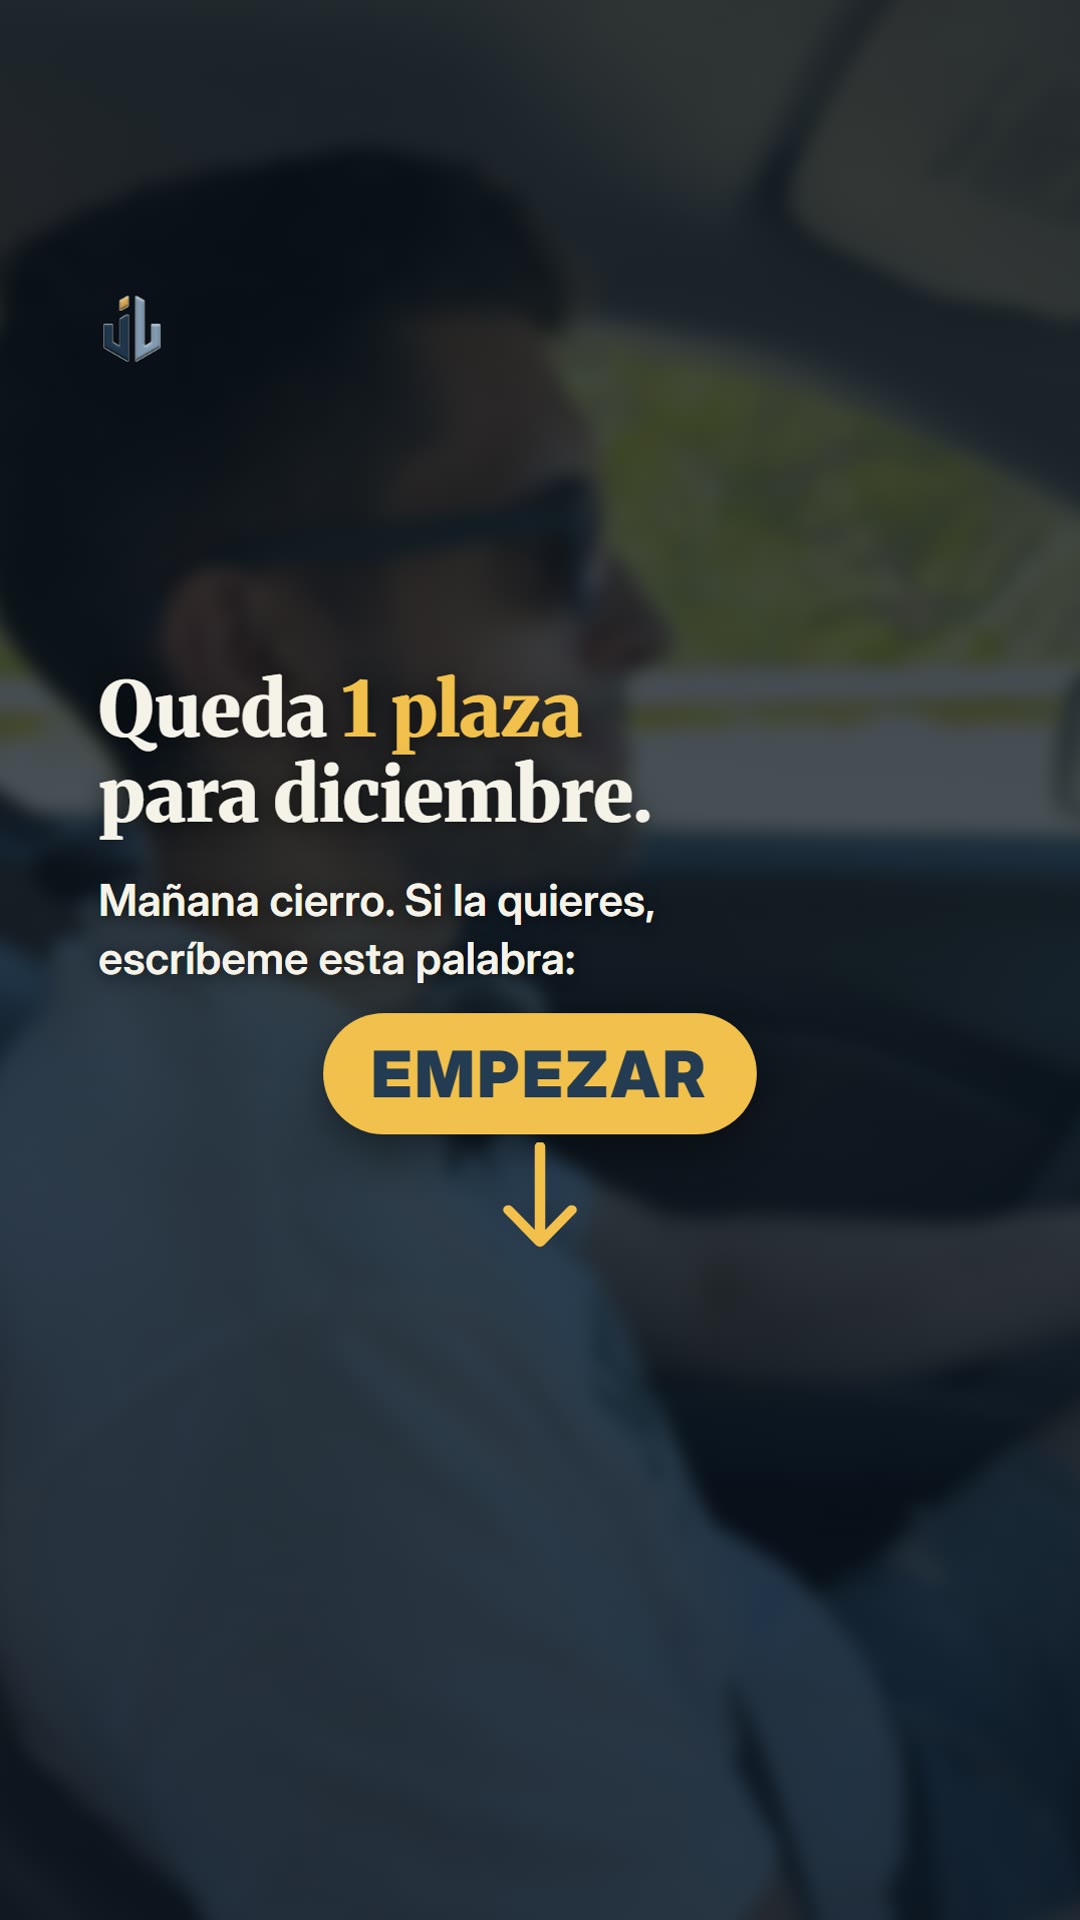 Queda 1 plaza
para diciembre.
Mañana cierro. Si la quieres,
escríbeme esta palabra:
EMPEZAR